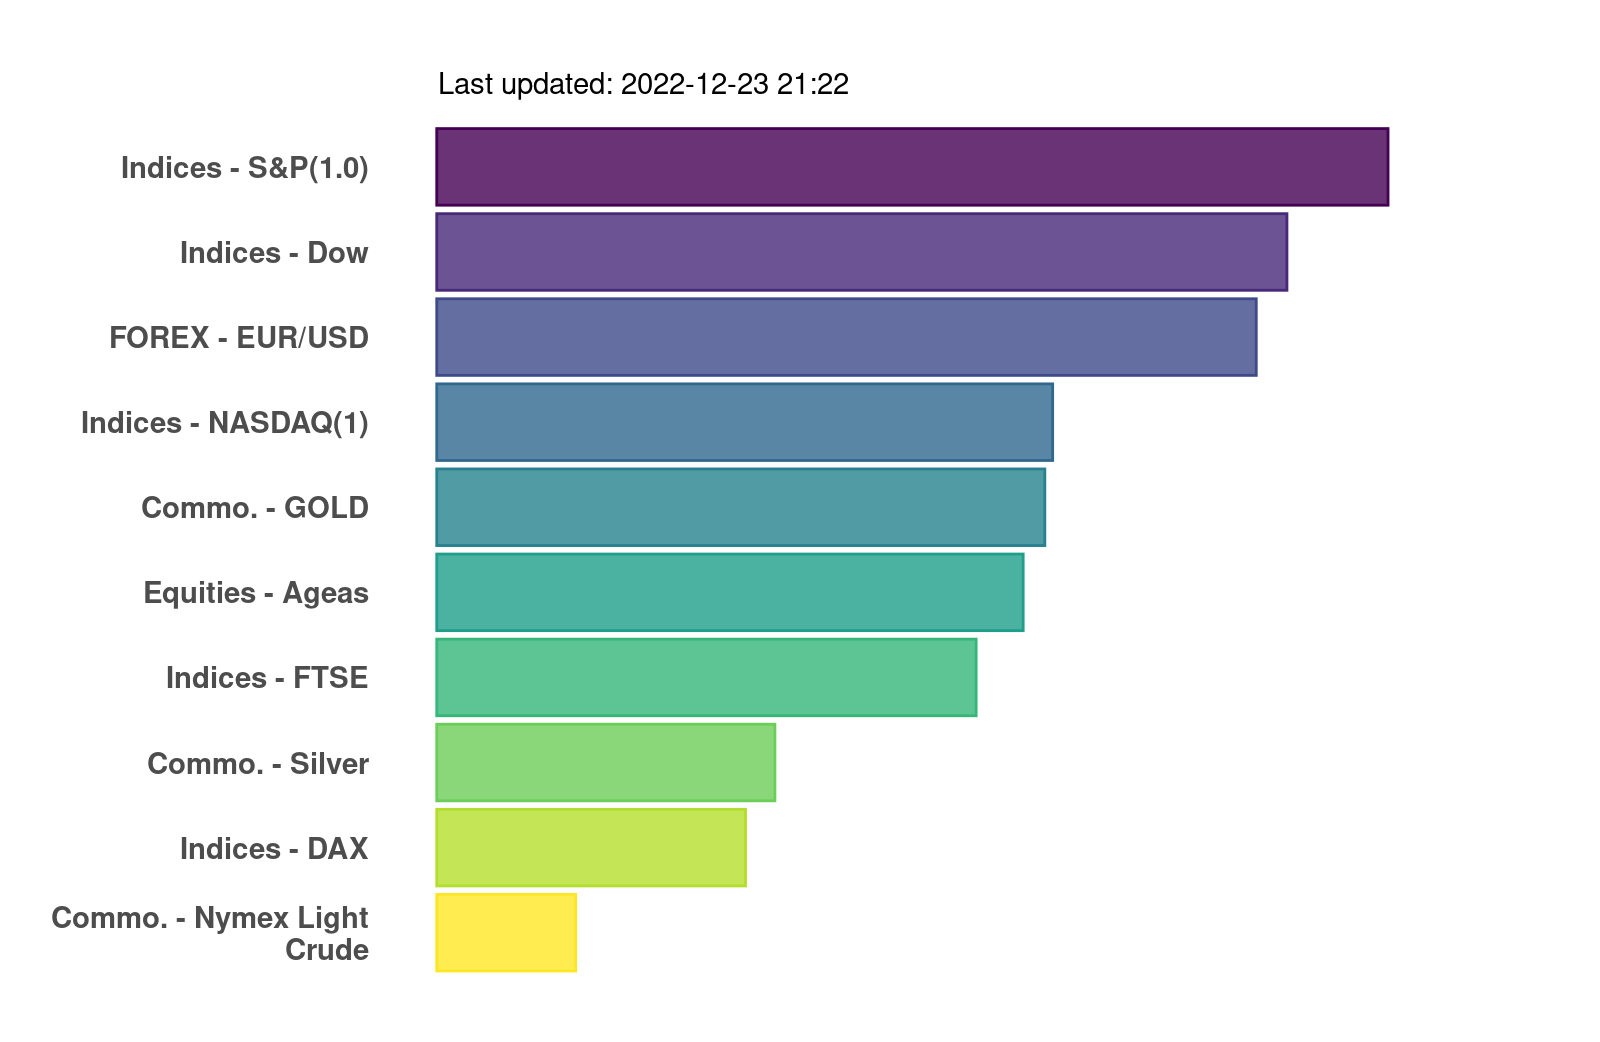 Last updated: 2022-12-23 21:22
Indices - S&P(1.0)
Indices - Dow
FOREX - EUR/USD
Indices - NASDAQ(1)
Commo. - GOLD
Equities - Ageas
Indices - FTSE
Commo. - Silver
Indices - DAX
Commo. - Nymex Light
Crude